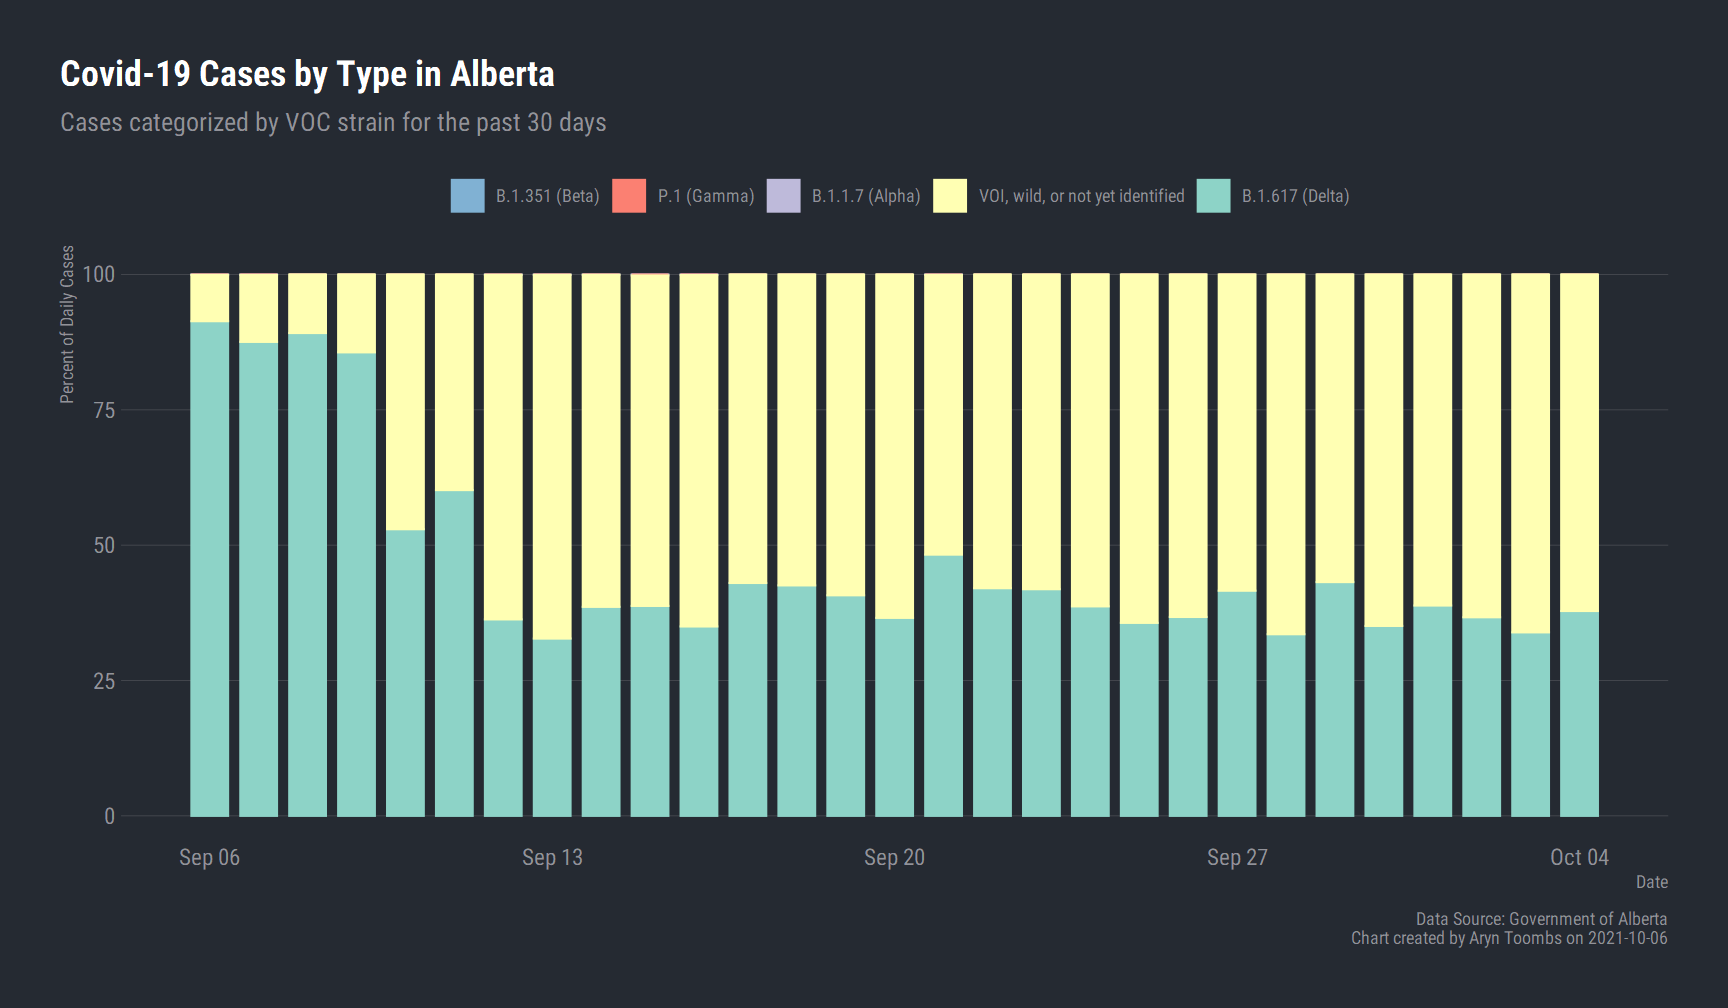 Covid-19 Cases by Type in Alberta
Cases categorized by VOC strain for the past 30 days
B.1.351 (Beta) P.1 (Gamma) B.1.1.7 (Alpha) VOI, wild, or not yet identified B.1.617 (Delta)
Percent of Daily Cases
100
75
50
25
0
Sep 06 Sep 13 Sep 20 Sep 27 Oct 04
Date
Data Source: Government of Alberta
Chart created by Aryn Toombs on 2021-10-06